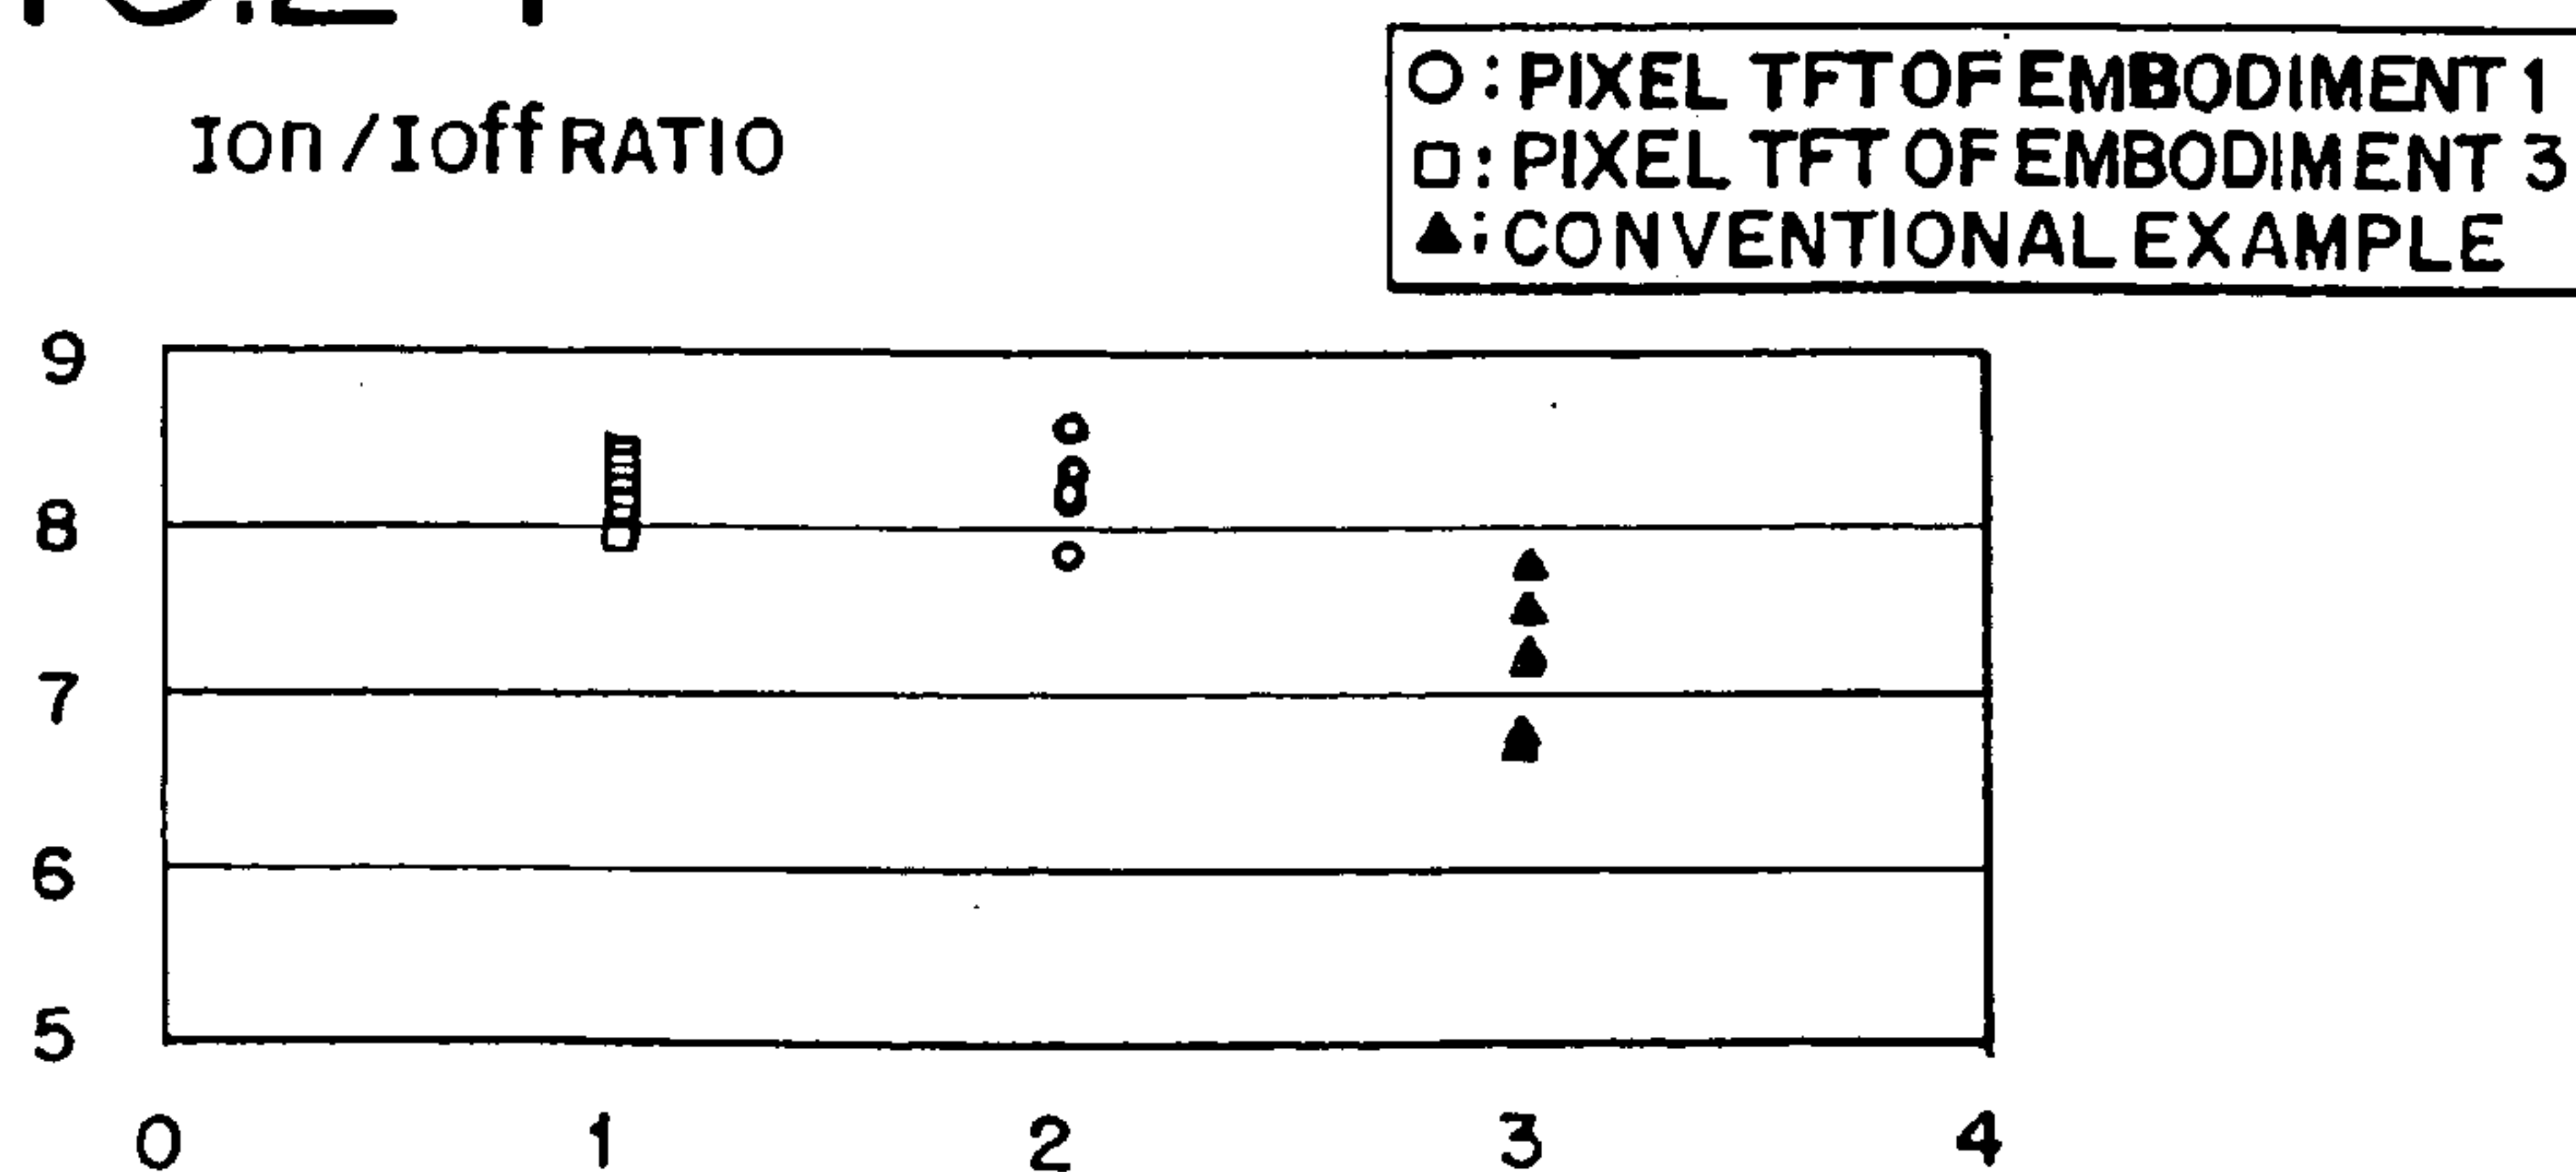 Ion/Ioff RATIO
○: PIXEL TFT OF EMBODIMENT 1
□: PIXEL TFT OF EMBODIMENT 3
▲: CONVENTIONAL EXAMPLE
9
8
7
6
5
0 1 2 3 4